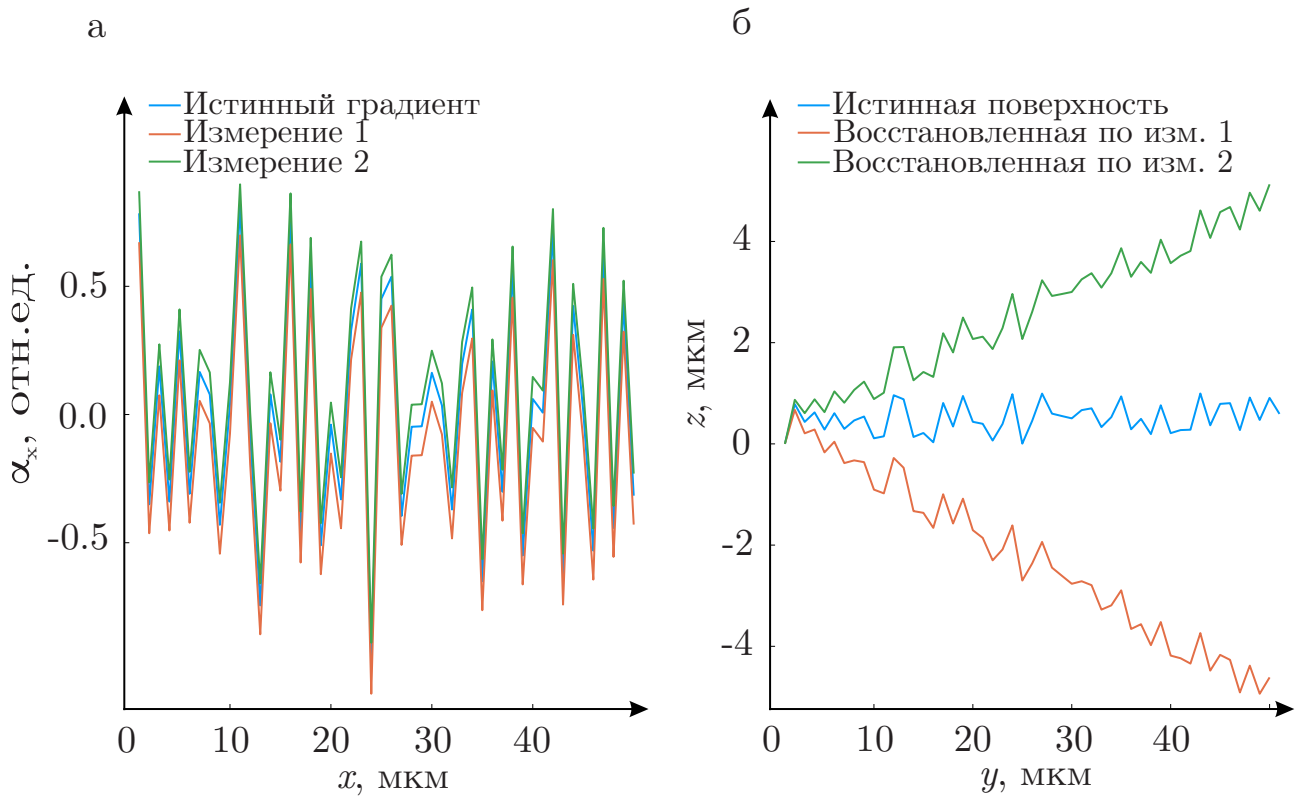 а
Истинный градиент
Измерение 1
Измерение 2
αₓ, отн.ед.
0.5
0.0
-0.5
0 10 20 30 40
x, мкм
б
Истинная поверхность
Восстановленная по изм. 1
Восстановленная по изм. 2
z, мкм
4
2
0
-2
-4
0 10 20 30 40
y, мкм